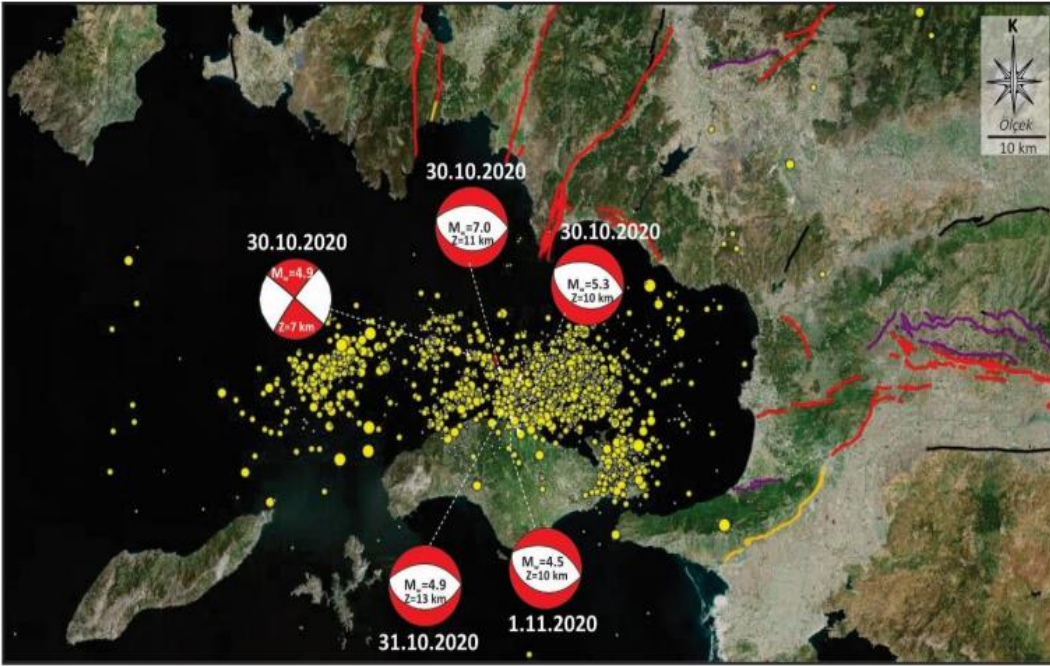 K
Ölçek
10 km
30.10.2020
Mw=7.0
Z=11 km
30.10.2020
Mw=4.9
Z=7 km
30.10.2020
Mw=5.3
Z=10 km
Mw=4.9
Z=13 km
31.10.2020
Mw=4.5
Z=10 km
1.11.2020